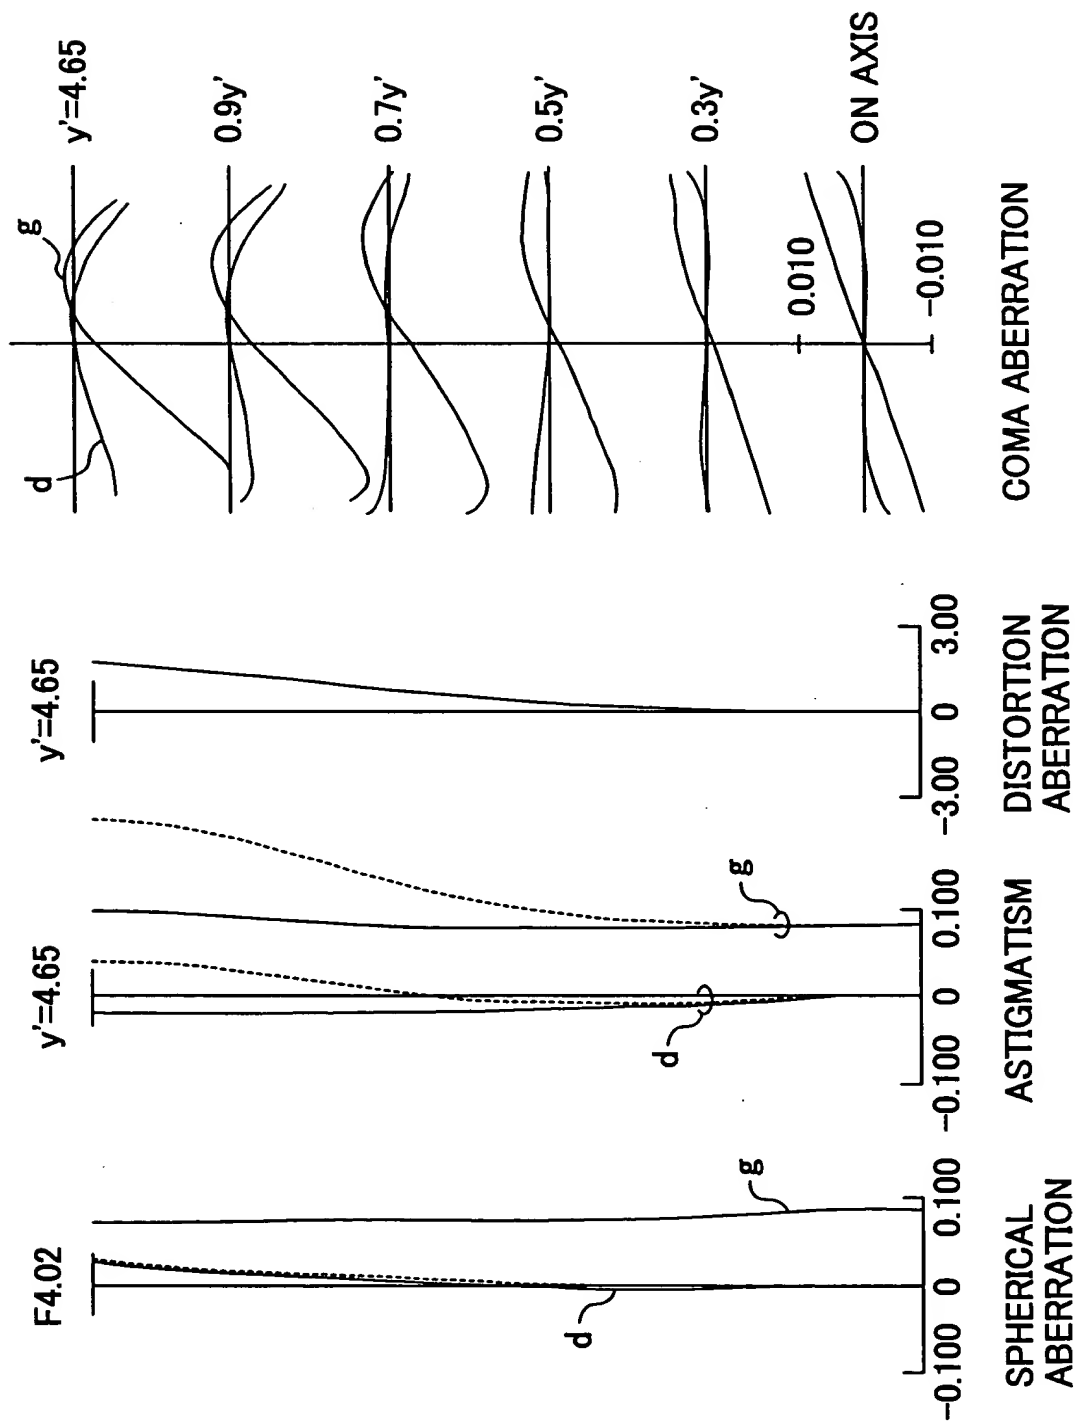 F4.02
g
d
-0.100
0
0.100
SPHERICAL
ABERRATION
y'=4.65
g
d
-0.100
0
0.100
ASTIGMATISM
y'=4.65
-3.00
0
3.00
DISTORTION
ABERRATION
d
g
y'=4.65
0.9y'
0.7y'
0.5y'
0.3y'
0.010
ON AXIS
-0.010
COMA ABERRATION